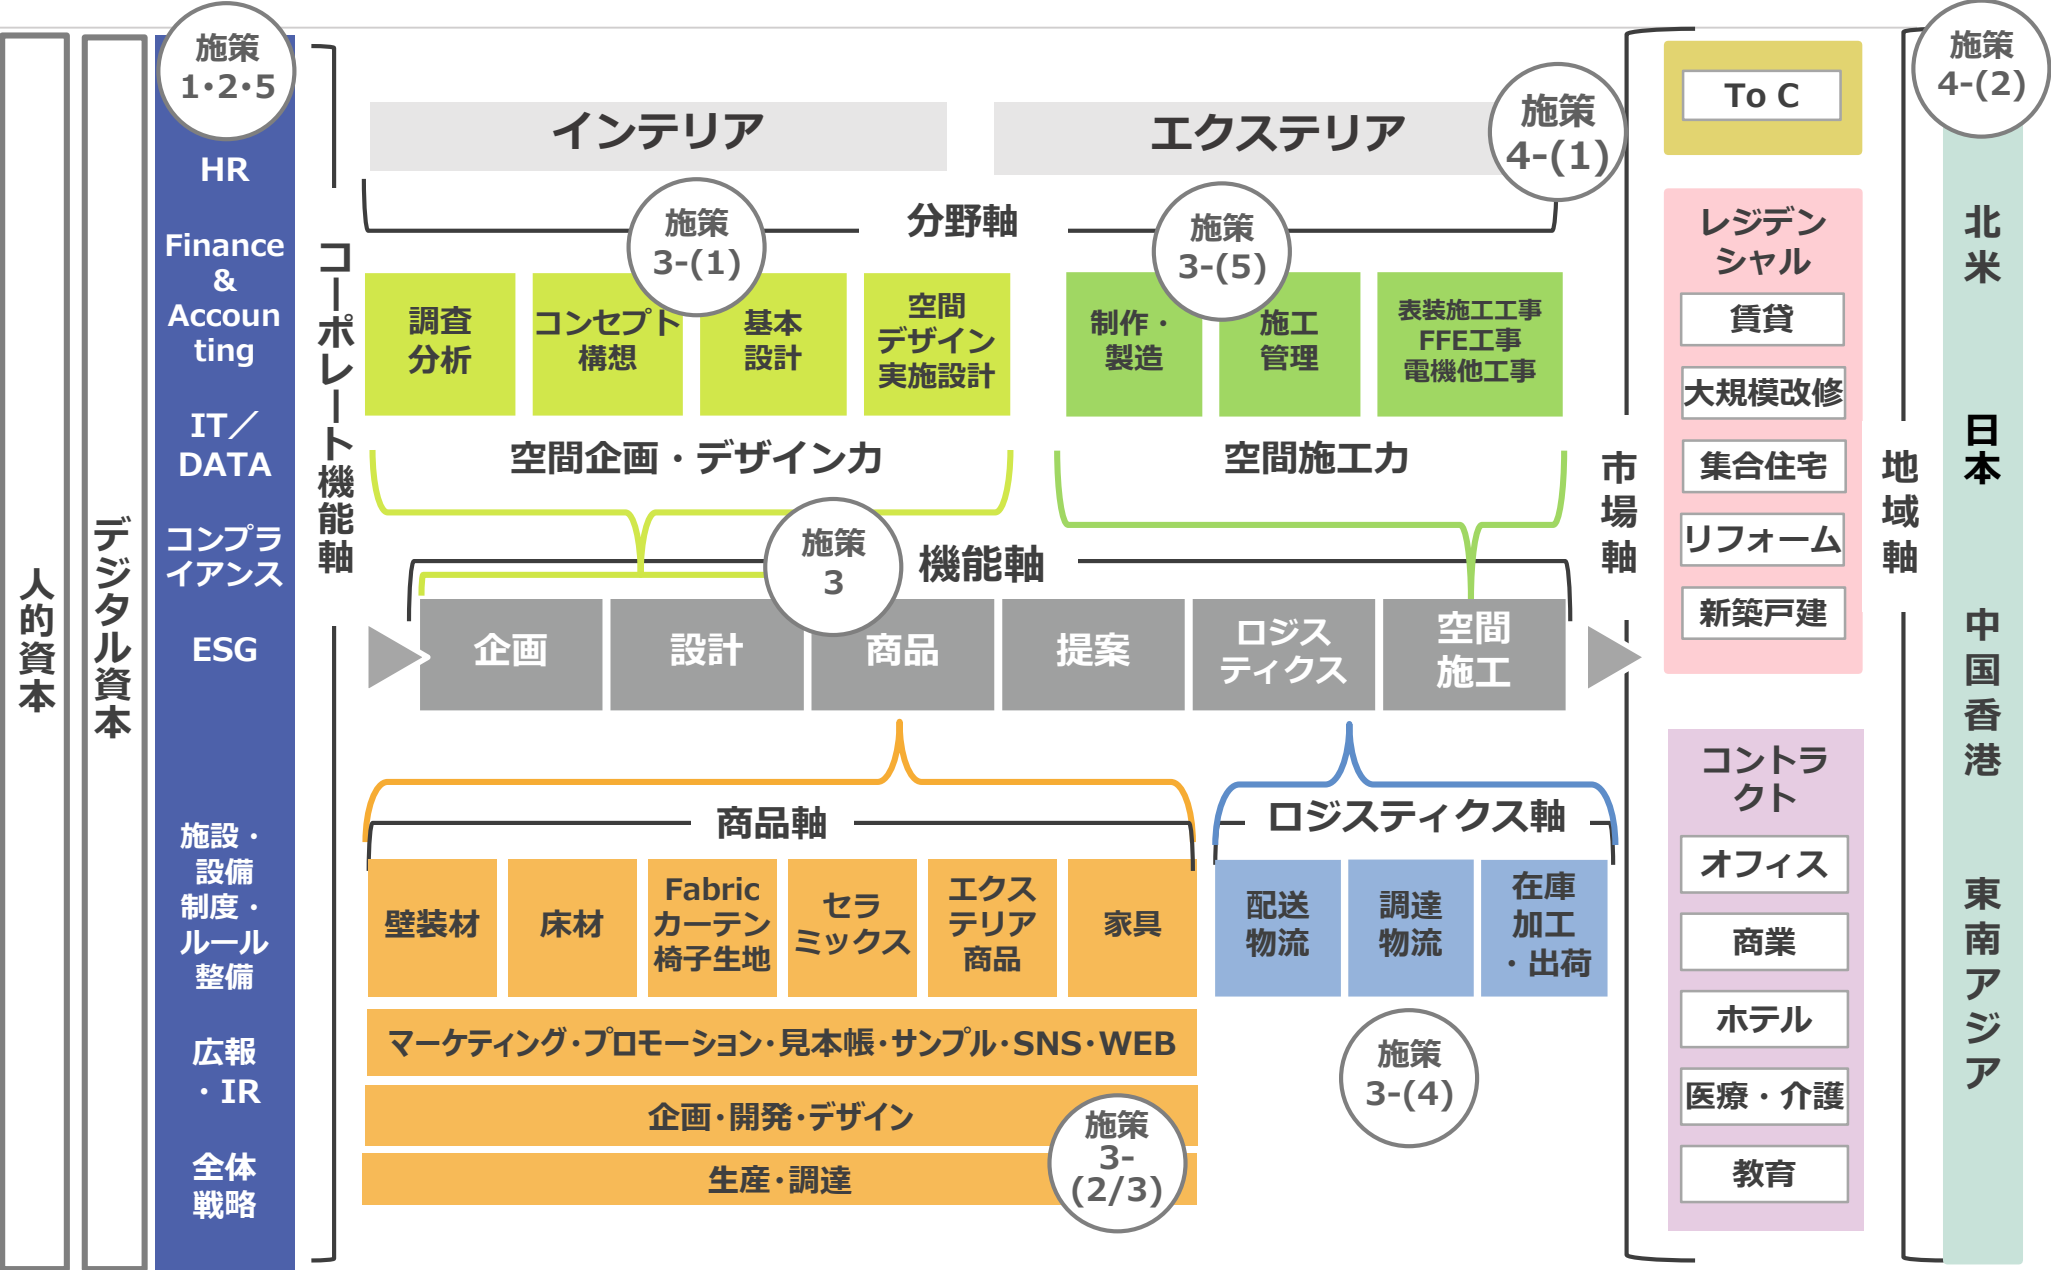 人的資本
デジタル資本
施策
1・2・5
HR
Finance
&
Accoun
ting
IT／
DATA
コンプラ
イアンス
ESG
施設・
設備
制度・
ルール
整備
広報
・IR
全体
戦略
コーポレート機能軸
インテリア
エクステリア
施策
4-(1)
分野軸
施策
3-(1)
施策
3-(5)
調査
分析
コンセプト
構想
基本
設計
空間
デザイン
実施設計
制作・
製造
施工
管理
表装施工工事
FFE工事
電機他工事
空間企画・デザイン力
空間施工力
施策
3
機能軸
企画
設計
商品
提案
ロジス
ティクス
空間
施工
商品軸
ロジスティクス軸
壁装材
床材
Fabric
カーテン
椅子生地
セラ
ミックス
エクス
テリア
商品
家具
配送
物流
調達
物流
在庫
加工
・出荷
マーケティング・プロモーション・見本帳・サンプル・SNS・WEB
企画・開発・デザイン
生産・調達
施策
3-
(2/3)
施策
3-(4)
市場軸
To C
レジデン
シャル
賃貸
大規模改修
集合住宅
リフォーム
新築戸建
コントラ
クト
オフィス
商業
ホテル
医療・介護
教育
地域軸
施策
4-(2)
北米
日本
中国香港
東南アジア